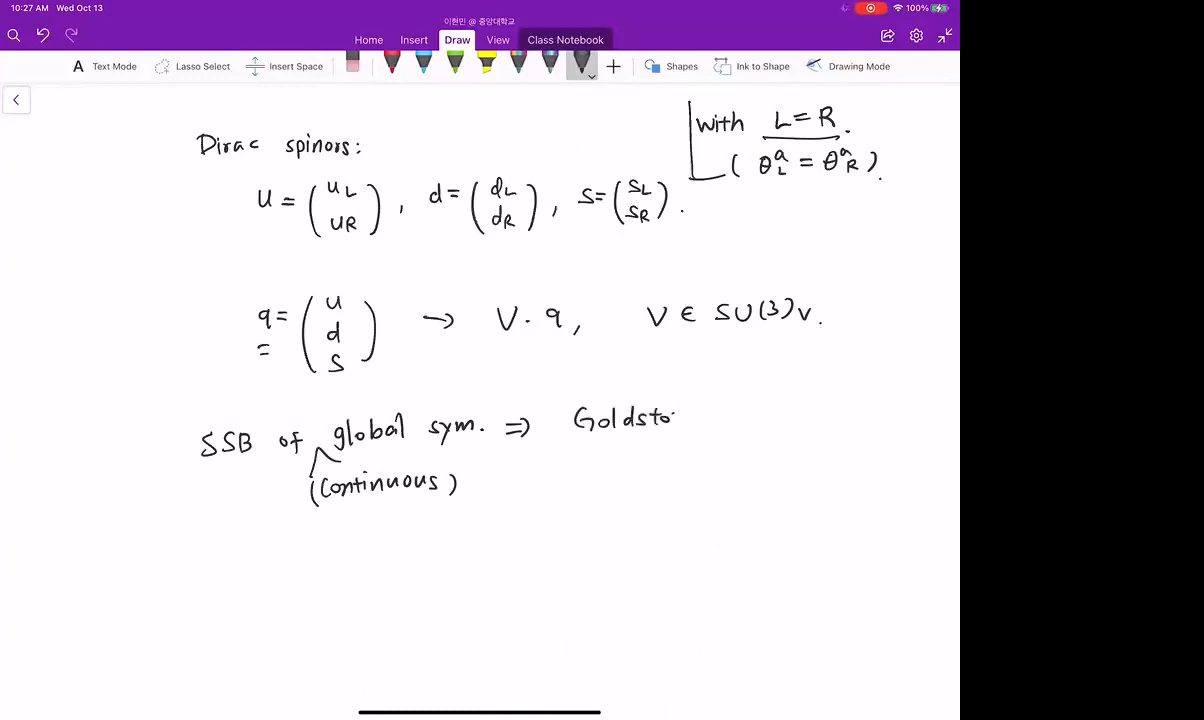 10:27 AM Wed Oct 13
100%
이현민 @ 중앙대학교
Home Insert Draw View Class Notebook
Text Mode Lasso Select Insert Space Shapes Ink to Shape Drawing Mode
with L=R.
(θ_L^a = θ_R^a).
Dirac spinors:
u = (u_L u_R), d = (d_L d_R), s = (s_L s_R).
q = (u d s) → V · q, V ∈ SU(3)_V.
SSB of global sym. ⇒ Goldsto
(continuous)